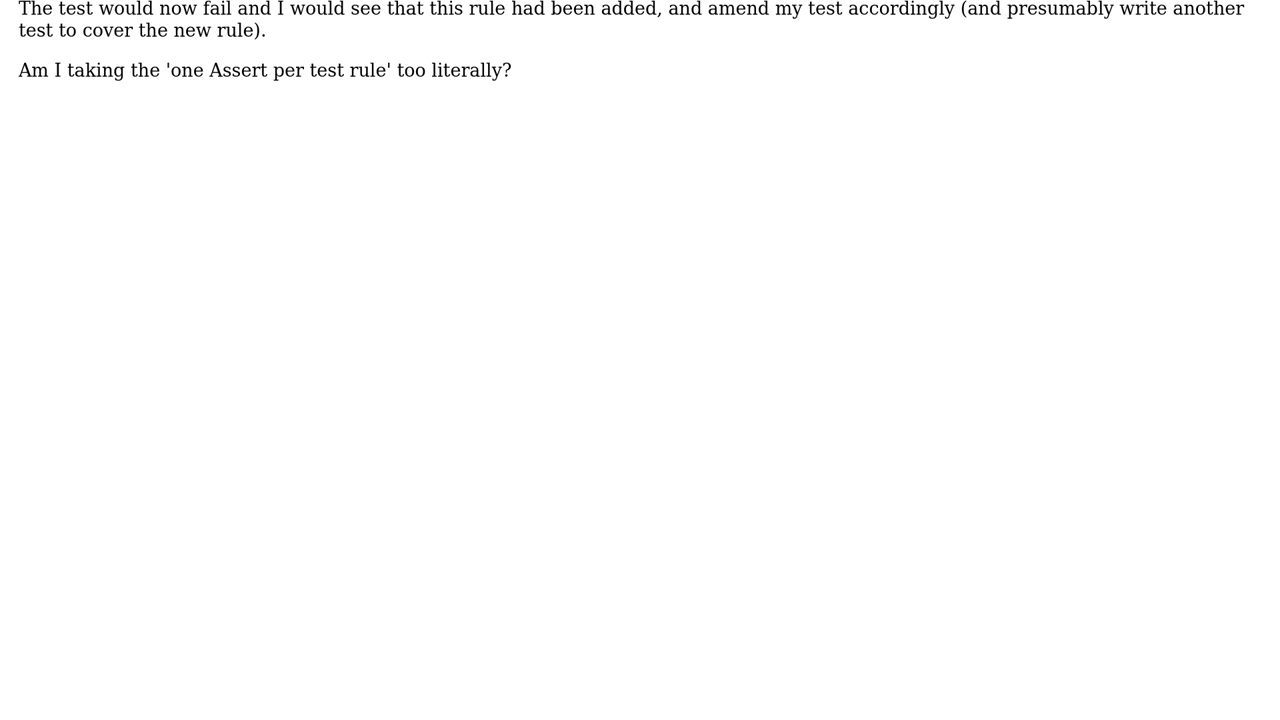 The test would now fail and I would see that this rule had been added, and amend my test accordingly (and presumably write another
test to cover the new rule).
Am I taking the 'one Assert per test rule' too literally?